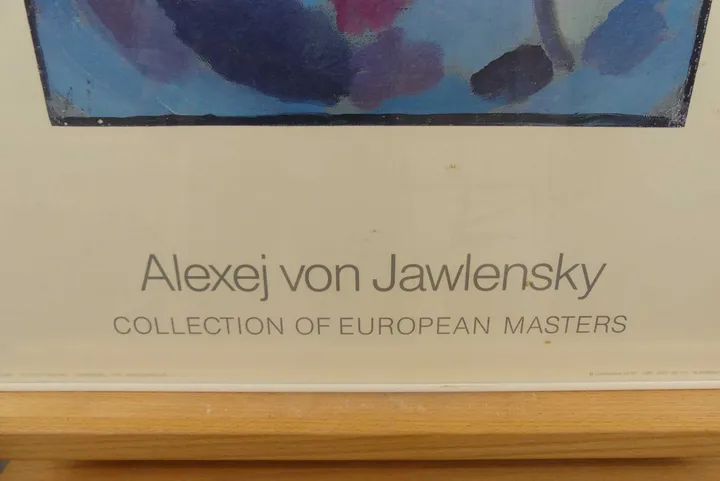 Alexej von Jawlensky
COLLECTION OF EUROPEAN MASTERS